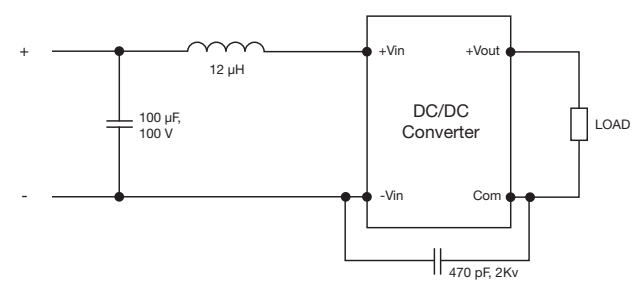 +
12 µH
+Vin
+Vout
100 µF,
100 V
DC/DC
Converter
LOAD
-
-Vin
Com
470 pF, 2Kv